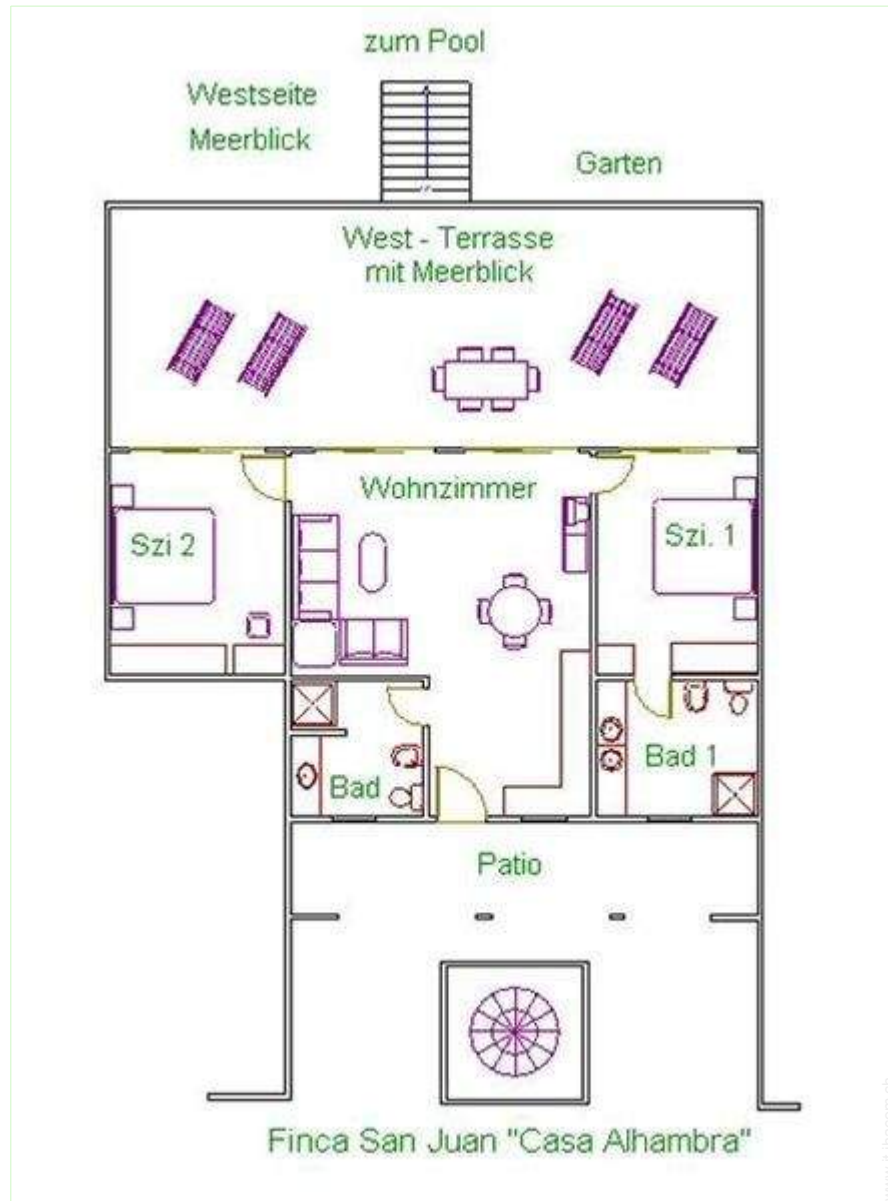 zum Pool
Westseite
Meerblick
Garten
West - Terrasse
mit Meerblick
Wohnzimmer
Szi 2
Szi. 1
Bad
Bad 1
Patio
Finca San Juan "Casa Alhambra"